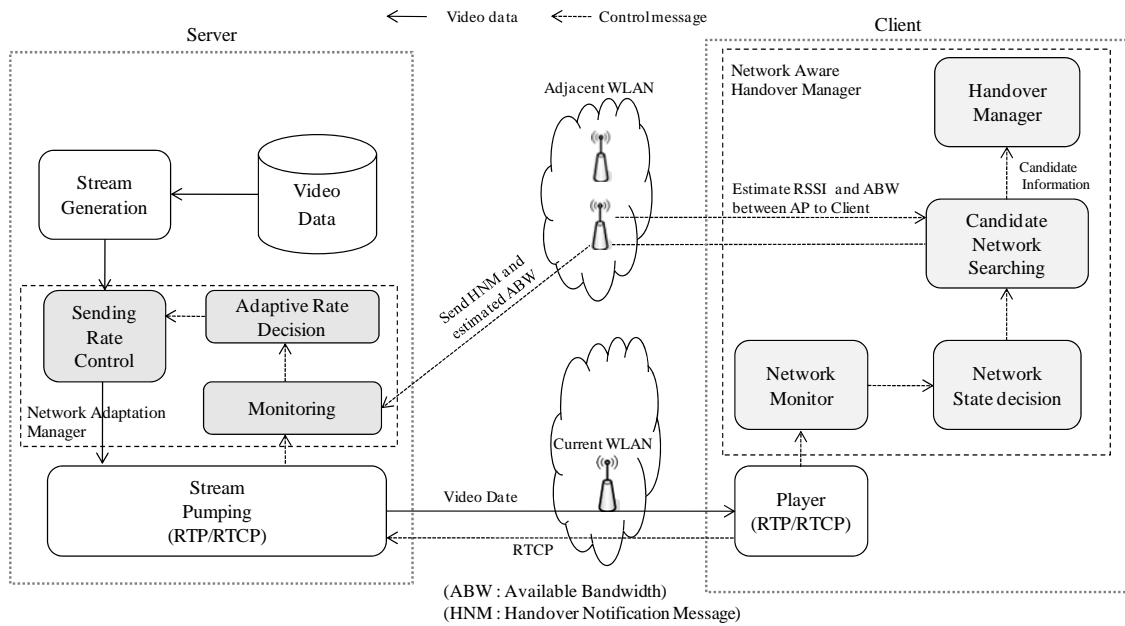 Video data
Control message
Server
Client
Network Aware
Handover Manager
Handover
Manager
Adjacent WLAN
Stream
Generation
Video
Data
Candidate
Information
Estimate RSSI and ABW
between AP to Client
Candidate
Network
Searching
Send HNM and
estimated ABW
Sending
Rate
Control
Adaptive Rate
Decision
Network
Monitor
Network
State decision
Monitoring
Network Adaptation
Manager
Current WLAN
Stream
Pumping
(RTP/RTCP)
Video Date
Player
(RTP/RTCP)
RTCP
(ABW : Available Bandwidth)
(HNM : Handover Notification Message)